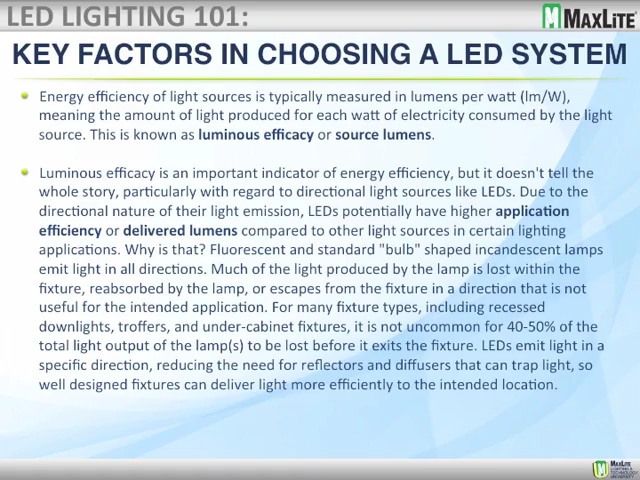 LED LIGHTING 101:
MAXLITE®
KEY FACTORS IN CHOOSING A LED SYSTEM
Energy efficiency of light sources is typically measured in lumens per watt (lm/W),
meaning the amount of light produced for each watt of electricity consumed by the light
source. This is known as luminous efficacy or source lumens.
Luminous efficacy is an important indicator of energy efficiency, but it doesn't tell the
whole story, particularly with regard to directional light sources like LEDs. Due to the
directional nature of their light emission, LEDs potentially have higher application
efficiency or delivered lumens compared to other light sources in certain lighting
applications. Why is that? Fluorescent and standard "bulb" shaped incandescent lamps
emit light in all directions. Much of the light produced by the lamp is lost within the
fixture, reabsorbed by the lamp, or escapes from the fixture in a direction that is not
useful for the intended application. For many fixture types, including recessed
downlights, troffers, and under-cabinet fixtures, it is not uncommon for 40-50% of the
total light output of the lamp(s) to be lost before it exits the fixture. LEDs emit light in a
specific direction, reducing the need for reflectors and diffusers that can trap light, so
well designed fixtures can deliver light more efficiently to the intended location.
MAXLITE
LIGHTING &
TECHNOLOGY
UNIVERSITY